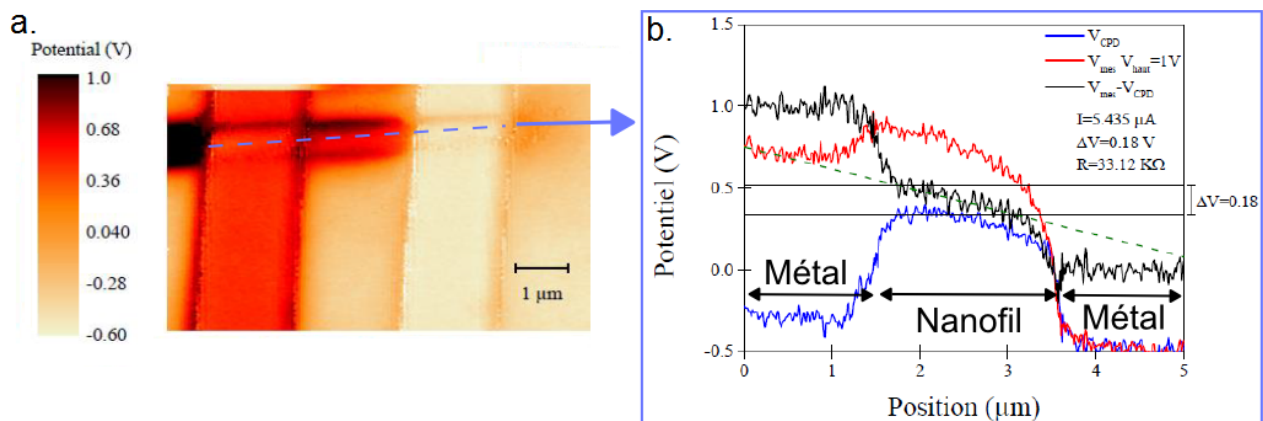 a.
Potential (V)
1.0
0.68
0.36
0.040
-0.28
-0.60
1 µm
b.
Potentiel (V)
1.5
1.0
0.5
0.0
-0.5
V_CPD
V_mes V_haut=1V
V_mes-V_CPD
I=5.435 µA
ΔV=0.18 V
R=33.12 KΩ
ΔV=0.18
Métal
Nanofil
Métal
0 1 2 3 4 5
Position (µm)